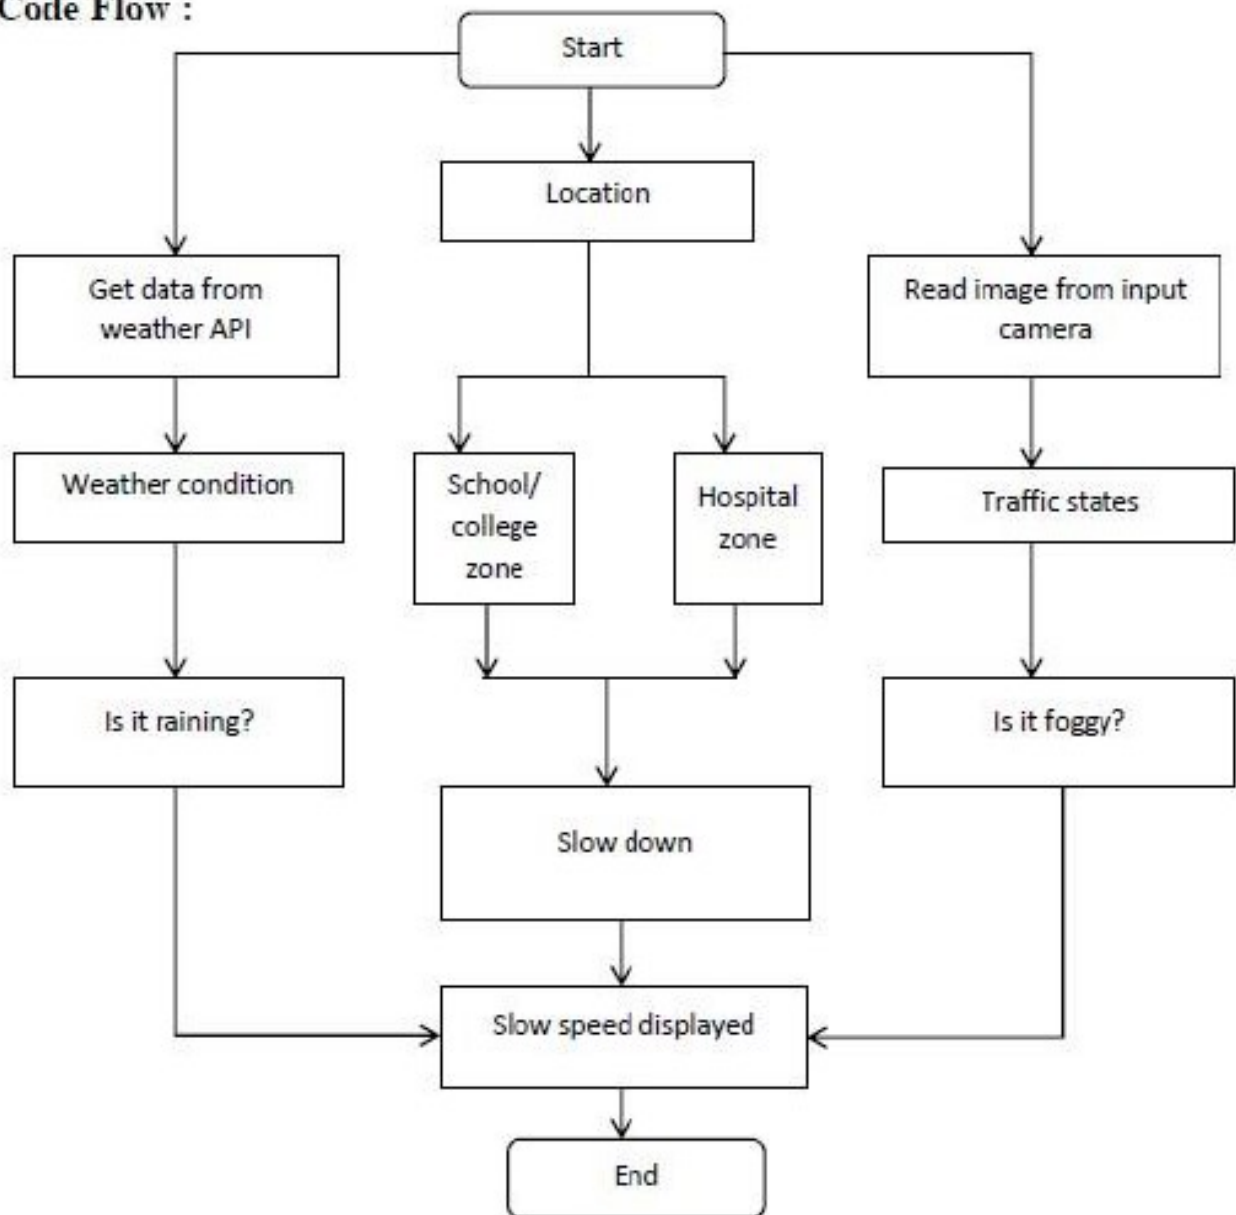 Code Flow :
Start
Location
Get data from
weather API
Read image from input
camera
Weather condition
School/
college
zone
Hospital
zone
Traffic states
Is it raining?
Is it foggy?
Slow down
Slow speed displayed
End